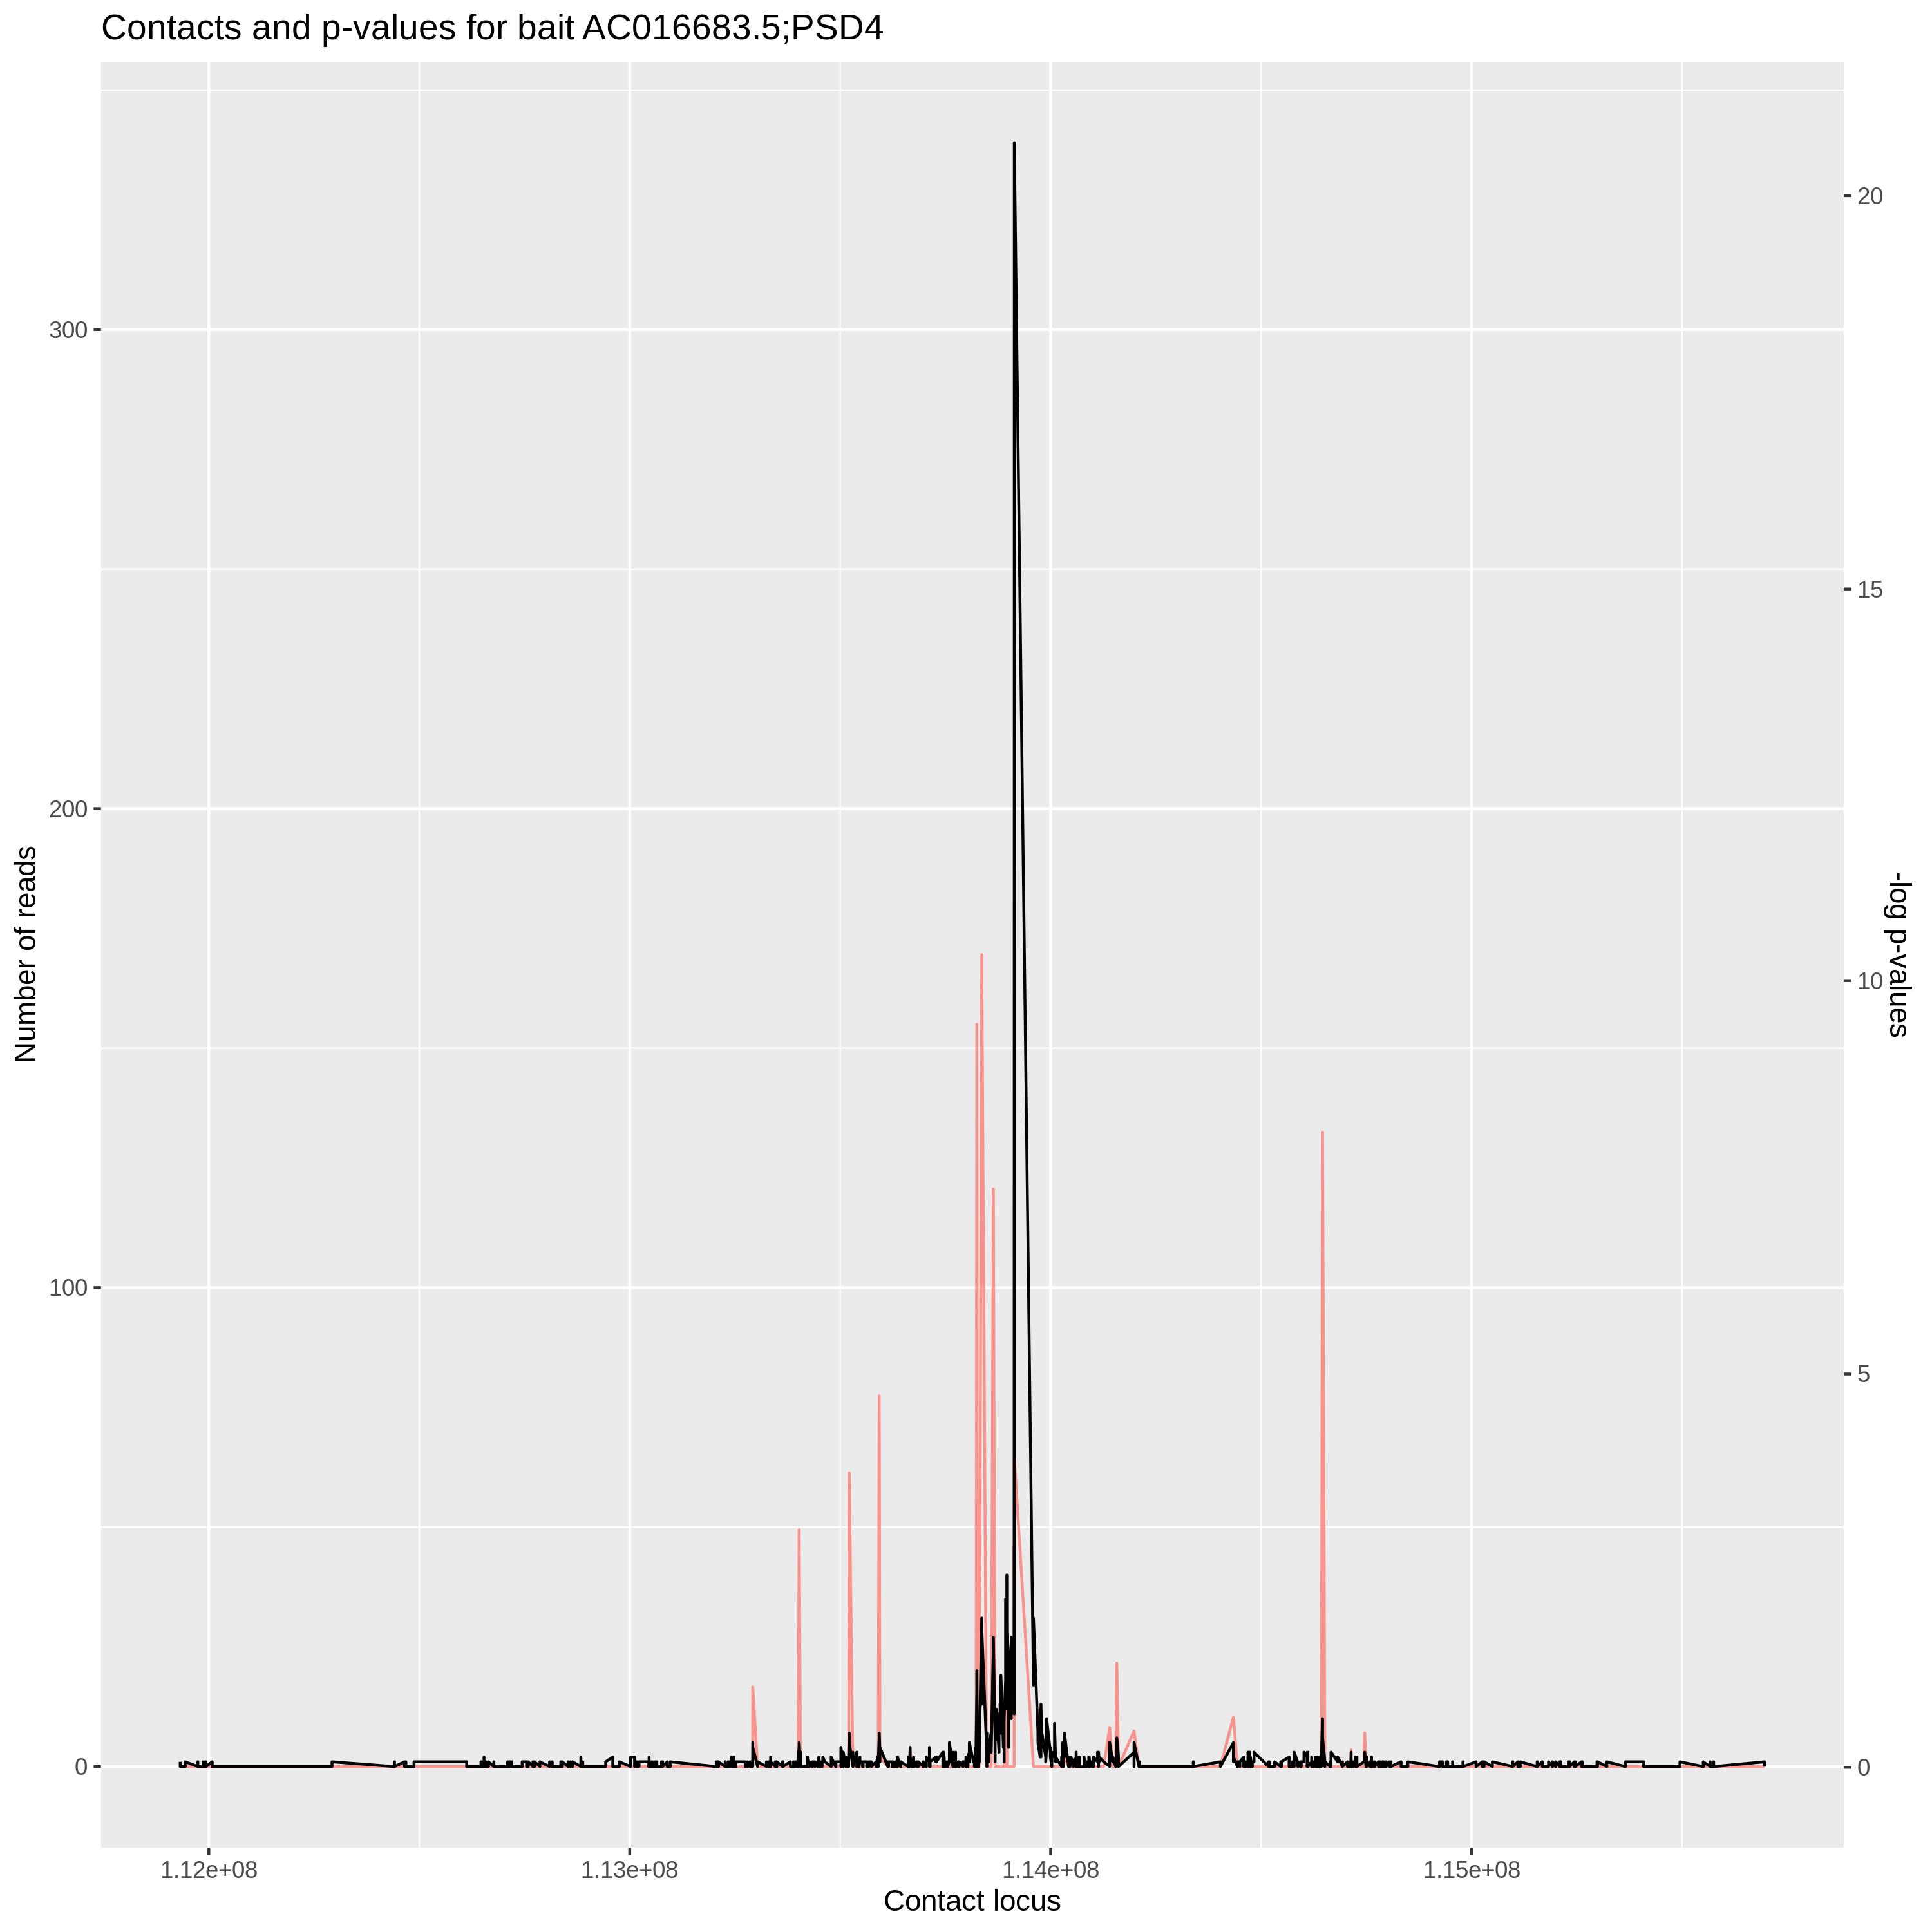 Contacts and p-values for bait AC016683.5;PSD4
300
200
100
0
Number of reads
20
15
10
5
0
-log p-values
1.12e+08
1.13e+08
1.14e+08
1.15e+08
Contact locus